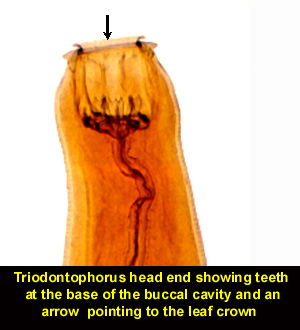 Triodontophorus head end showing teeth
at the base of the buccal cavity and an
arrow pointing to the leaf crown